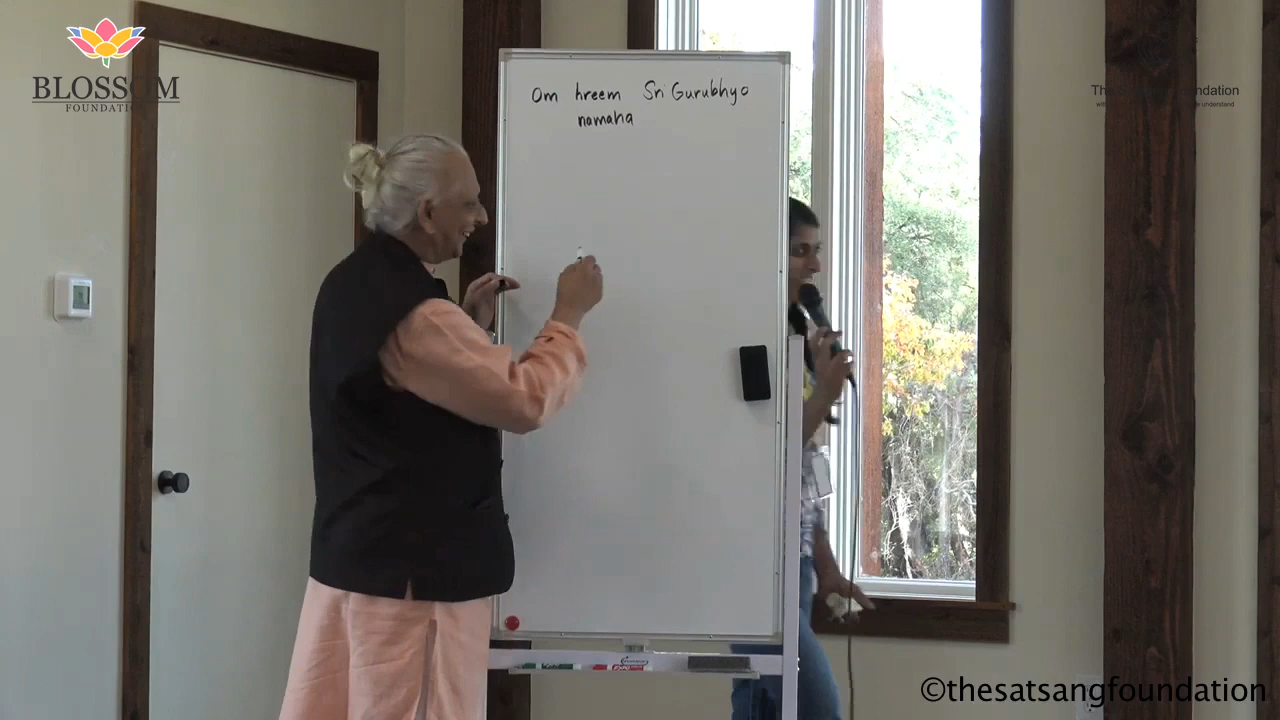 BLOSSOM
FOUNDATION
Om hreem Sri Gurubhyo
namaha
©thesatsangfoundation